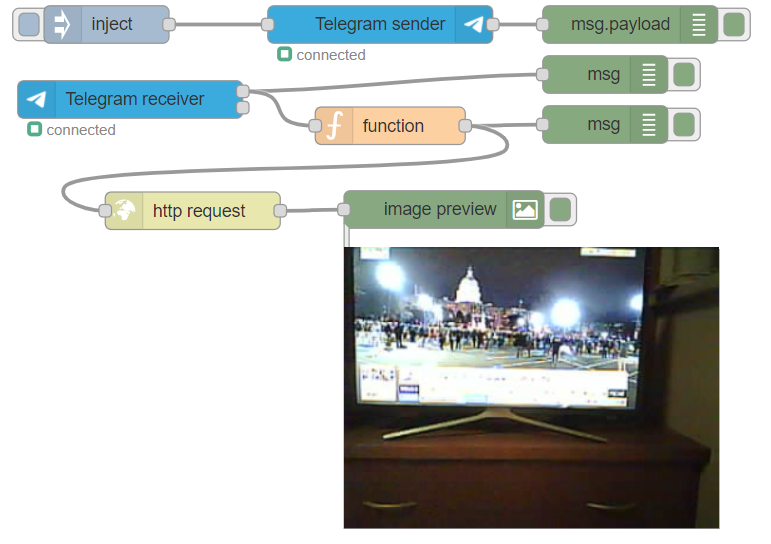 inject
Telegram sender
msg.payload
connected
msg
Telegram receiver
function
msg
connected
http request
image preview